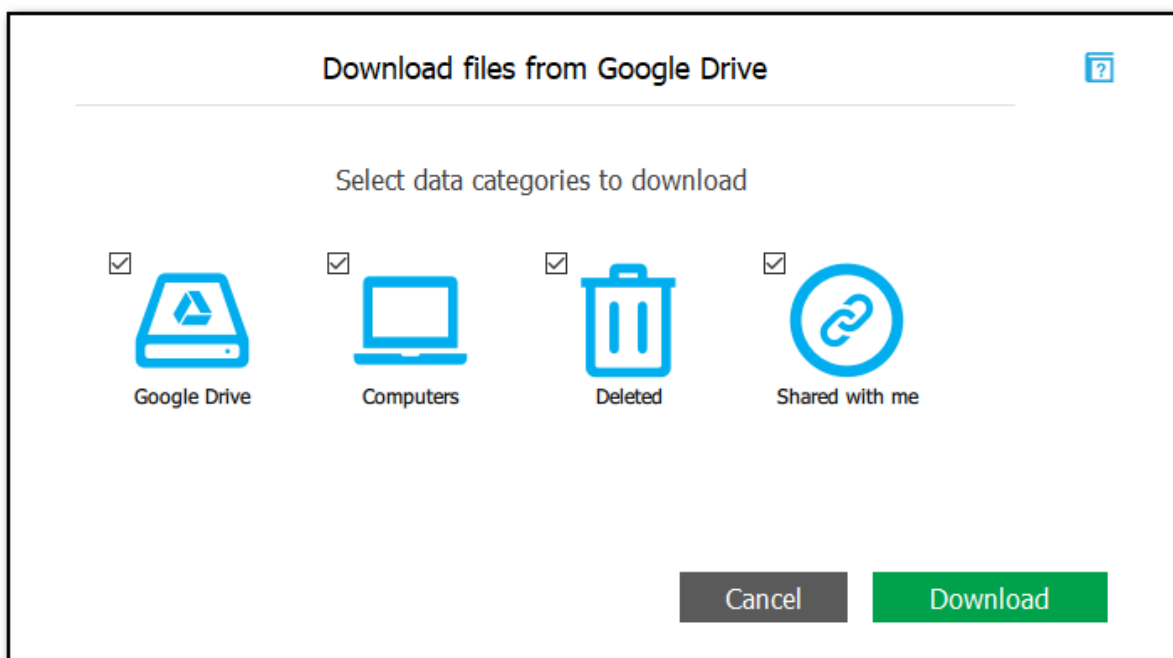 Download files from Google Drive
?
Select data categories to download
Google Drive
Computers
Deleted
Shared with me
Cancel
Download